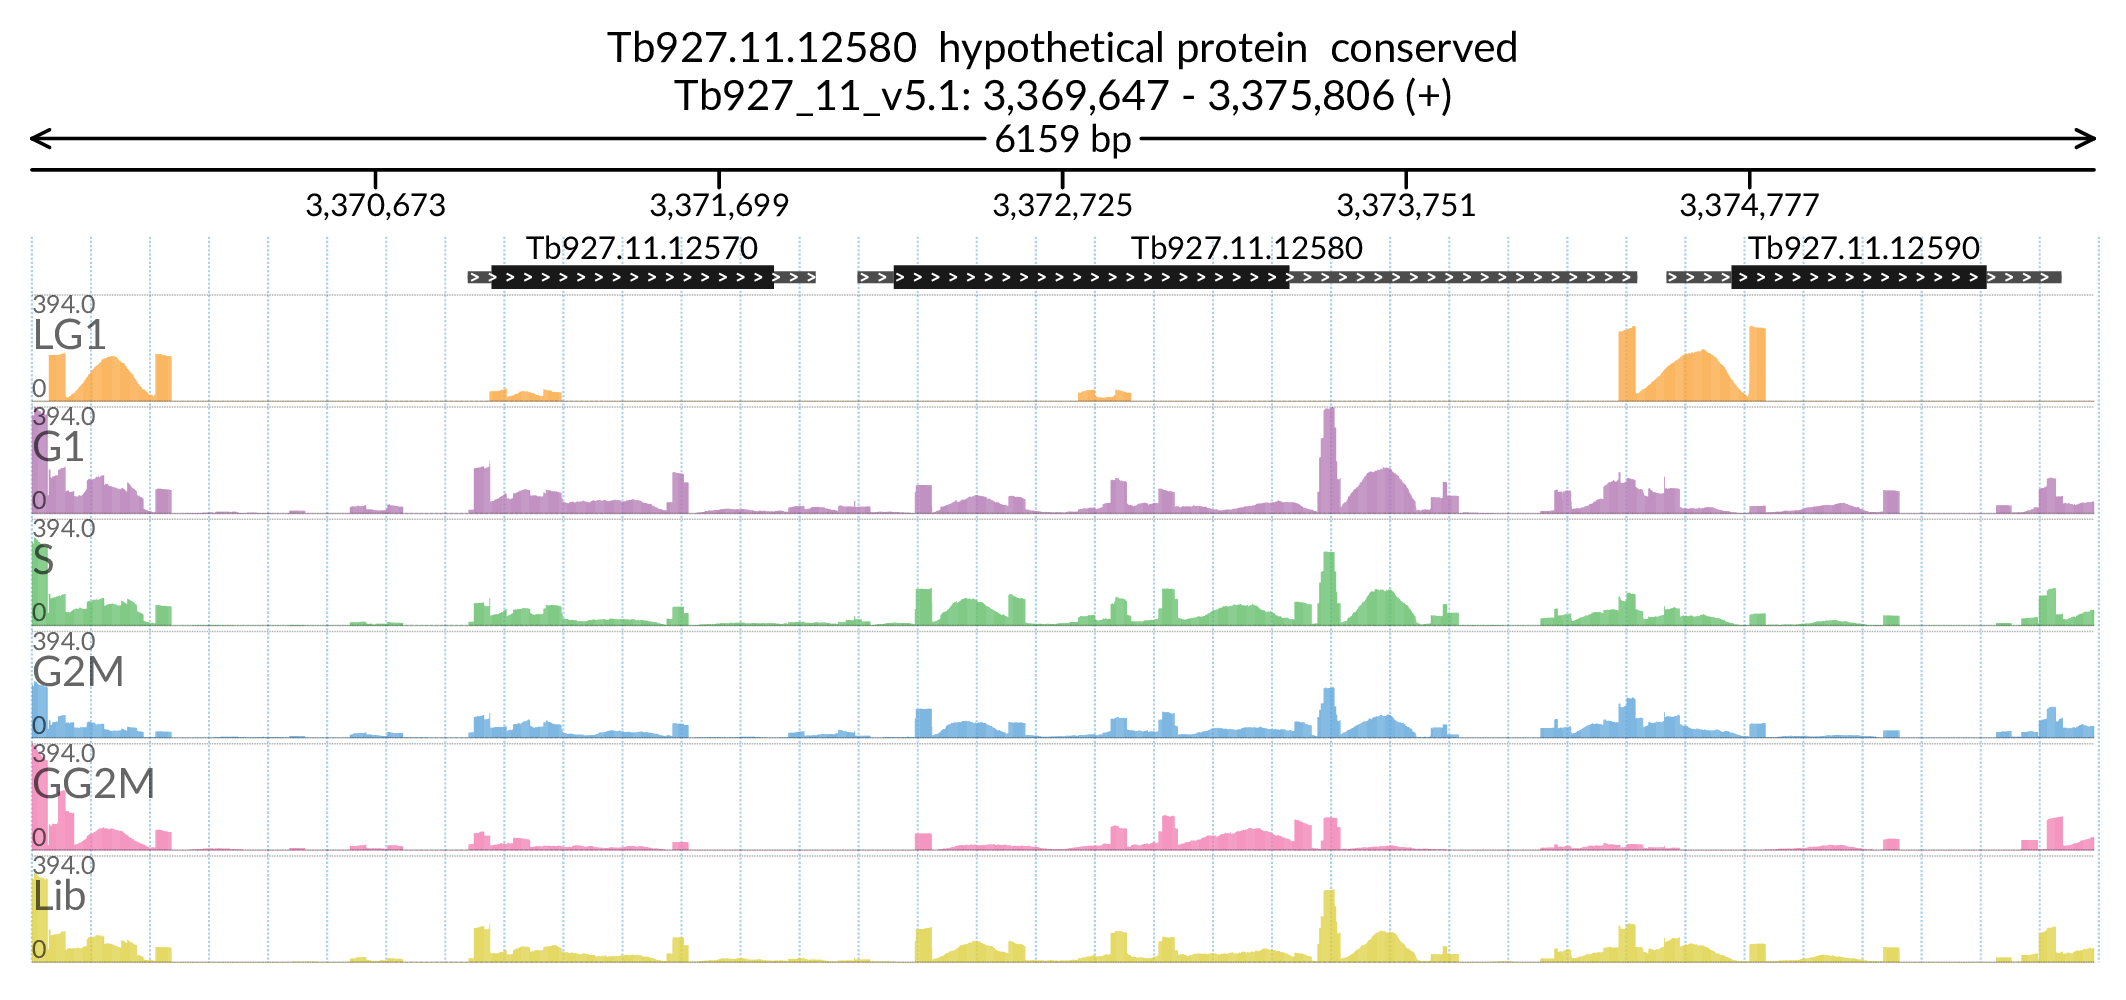 Tb927.11.12580 hypothetical protein conserved
Tb927_11_v5.1: 3,369,647 - 3,375,806 (+)
6159 bp
3,370,673 3,371,699 3,372,725 3,373,751 3,374,777
Tb927.11.12570 Tb927.11.12580 Tb927.11.12590
394.0
LG1
0
394.0
G1
0
394.0
S
0
394.0
G2M
0
394.0
GG2M
0
394.0
Lib
0